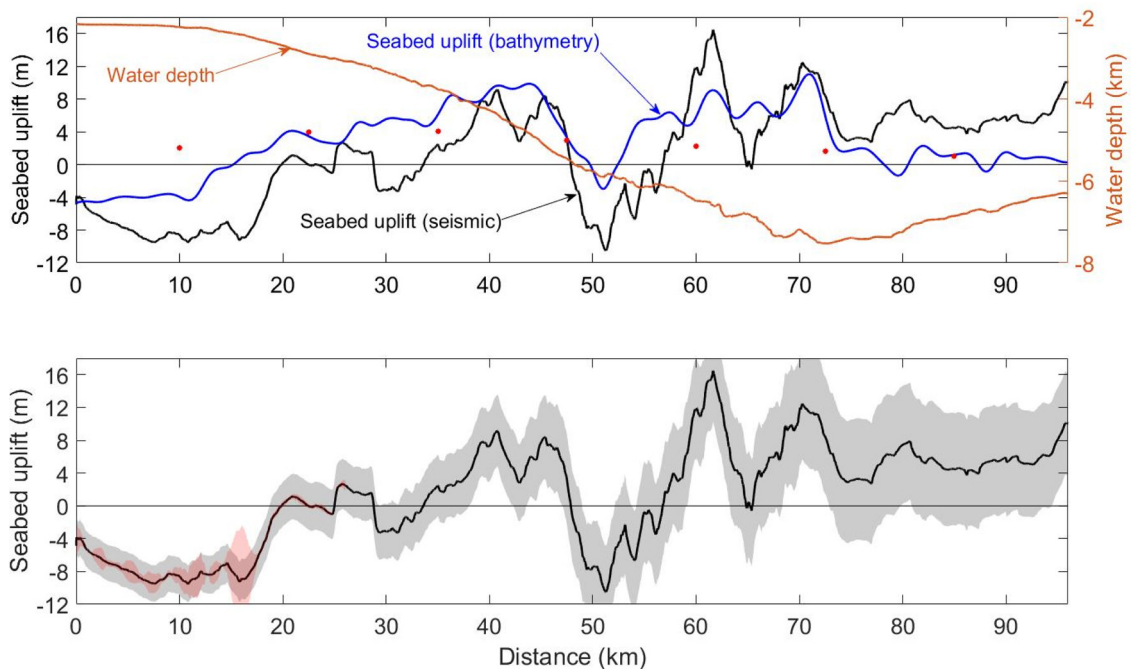 16
12
8
4
0
-4
-8
-12
Seabed uplift (m)
Seabed uplift (bathymetry)
Water depth
Seabed uplift (seismic)
-2
-4
-6
-8
Water depth (km)
0 10 20 30 40 50 60 70 80 90
16
12
8
4
0
-4
-8
-12
Seabed uplift (m)
0 10 20 30 40 50 60 70 80 90
Distance (km)